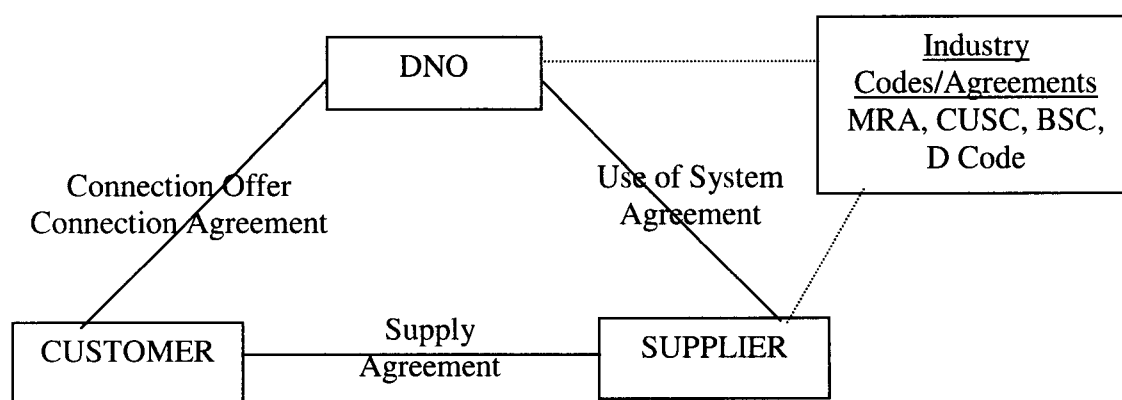 DNO
Industry
Codes/Agreements
MRA, CUSC, BSC,
D Code
Connection Offer
Connection Agreement
Use of System
Agreement
CUSTOMER
Supply
Agreement
SUPPLIER